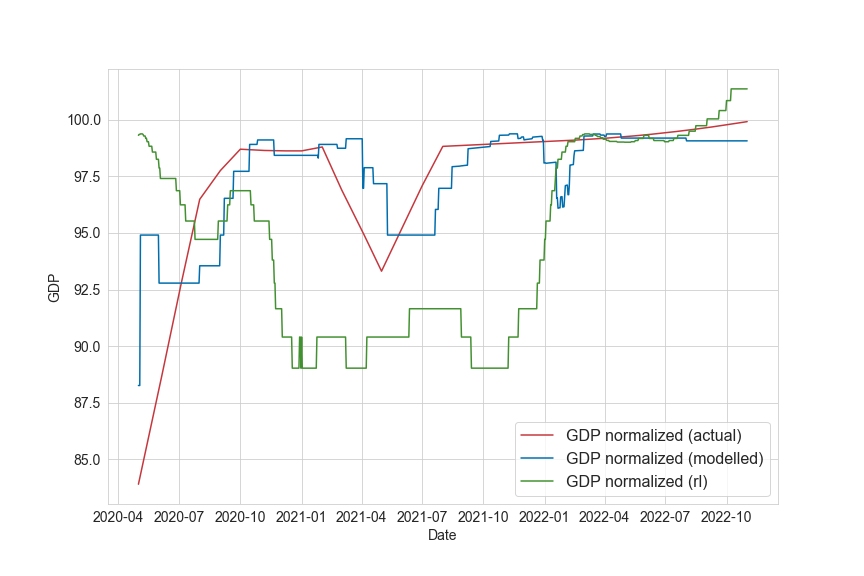 100.0
97.5
95.0
92.5
90.0
87.5
85.0
GDP
GDP normalized (actual)
GDP normalized (modelled)
GDP normalized (rl)
2020-04 2020-07 2020-10 2021-01 2021-04 2021-07 2021-10 2022-01 2022-04 2022-07 2022-10
Date